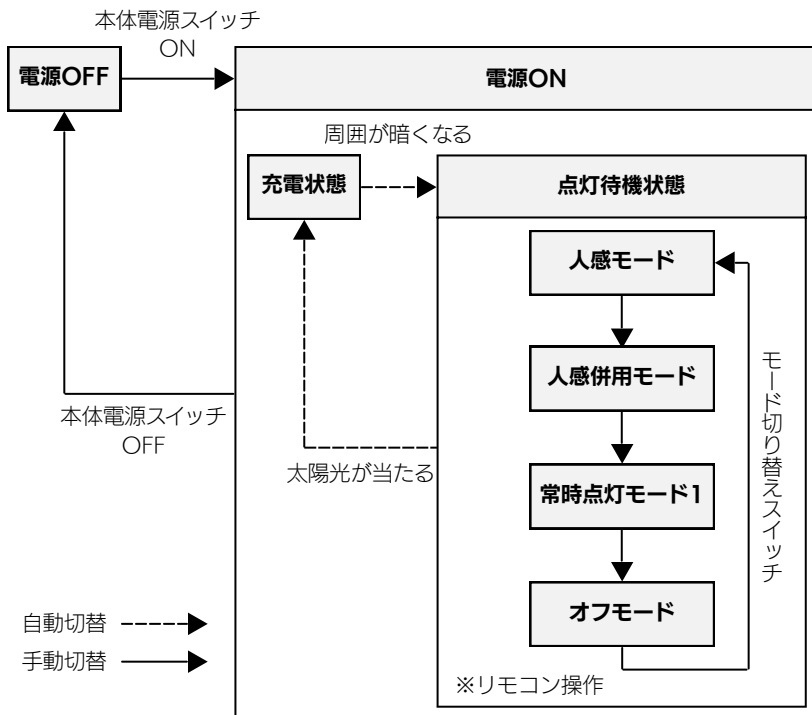 本体電源スイッチ
ON
電源OFF
電源ON
周囲が暗くなる
充電状態
点灯待機状態
人感モード
人感併用モード
常時点灯モード1
オフモード
モード切り替えスイッチ
本体電源スイッチ
OFF
太陽光が当たる
自動切替
手動切替
※リモコン操作